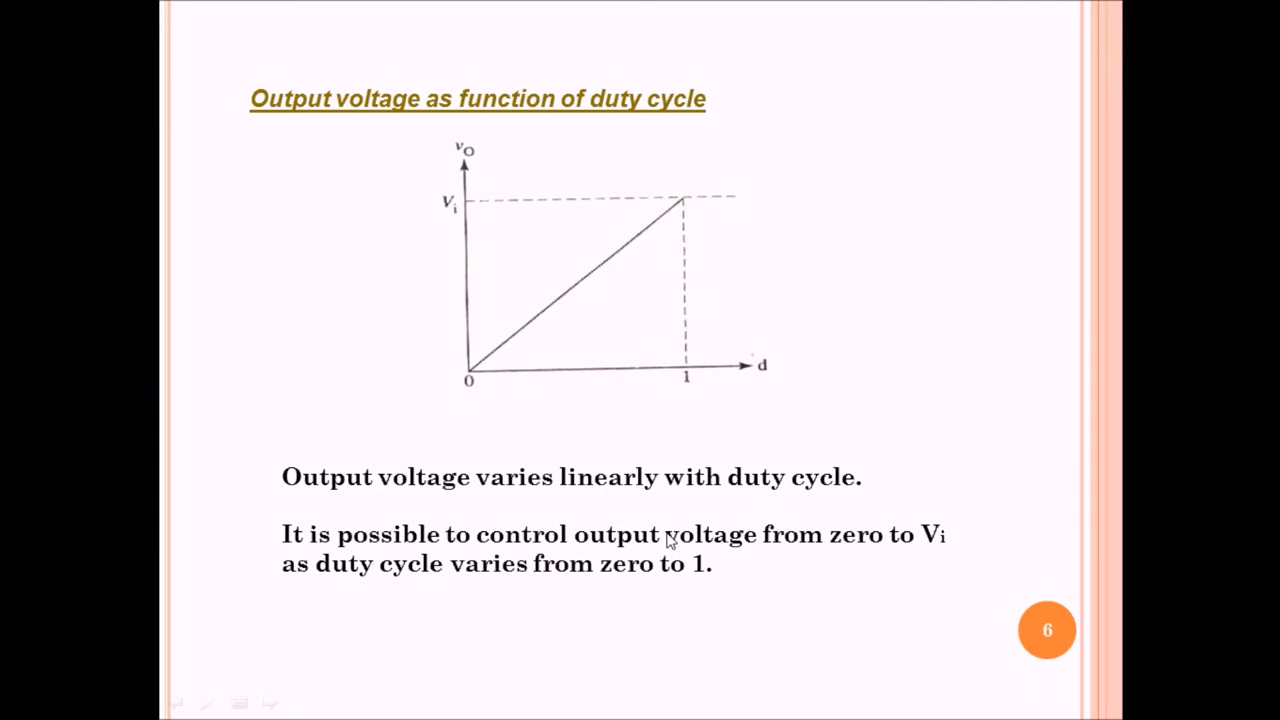 Output voltage as function of duty cycle
vO
Vi
0
1
d
Output voltage varies linearly with duty cycle.
It is possible to control output voltage from zero to Vi
as duty cycle varies from zero to 1.
6